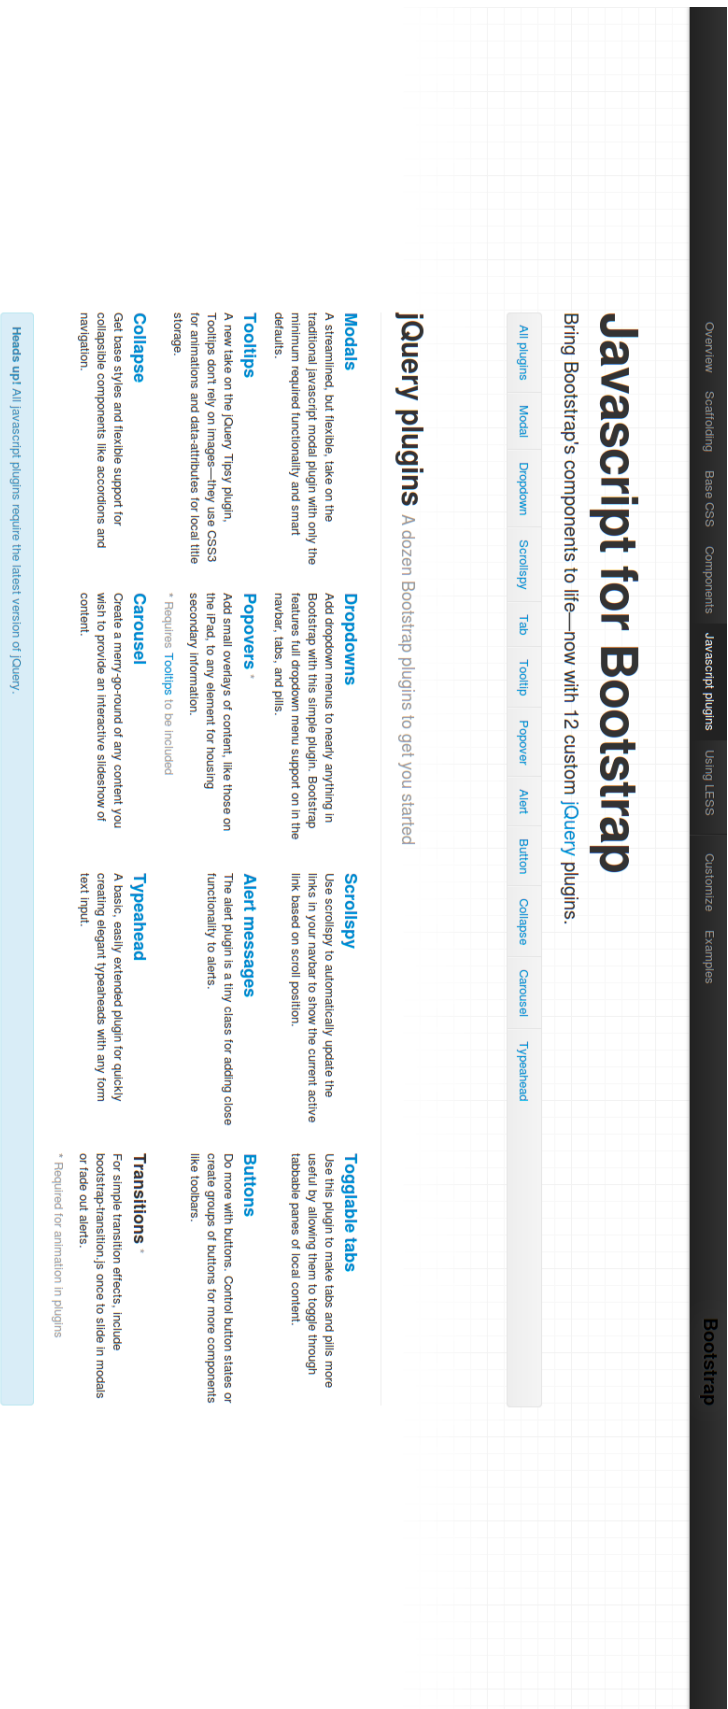 Overview Scaffolding Base CSS Components Javascript plugins Using LESS Customize Examples Bootstrap
Javascript for Bootstrap
Bring Bootstrap's components to life—now with 12 custom jQuery plugins.
All plugins Modal Dropdown Scrollspy Tab Tooltip Popover Alert Button Collapse Carousel Typeahead
jQuery plugins A dozen Bootstrap plugins to get you started
Modals
A streamlined, but flexible, take on the
traditional javascript modal plugin with only the
minimum required functionality and smart
defaults.
Dropdowns
Add dropdown menus to nearly anything in
Bootstrap with this simple plugin. Bootstrap
features full dropdown menu support on in the
navbar, tabs, and pills.
Scrollspy
Use scrollspy to automatically update the
links in your navbar to show the current active
link based on scroll position.
Togglable tabs
Use this plugin to make tabs and pills more
useful by allowing them to toggle through
tabbable panes of local content.
Tooltips
A new take on the jQuery Tipsy plugin,
Tooltips don't rely on images—they use CSS3
for animations and data-attributes for local title
storage.
Popovers *
Add small overlays of content, like those on
the iPad, to any element for housing
secondary information.
* Requires Tooltips to be included
Alert messages
The alert plugin is a tiny class for adding close
functionality to alerts.
Buttons
Do more with buttons. Control button states or
create groups of buttons for more components
like toolbars.
Collapse
Get base styles and flexible support for
collapsible components like accordions and
navigation.
Carousel
Create a merry-go-round of any content you
wish to provide an interactive slideshow of
content.
Typeahead
A basic, easily extended plugin for quickly
creating elegant typeaheads with any form
text input.
Transitions *
For simple transition effects, include
bootstrap-transition.js once to slide in modals
or fade out alerts.
* Required for animation in plugins
Heads up! All javascript plugins require the latest version of jQuery.